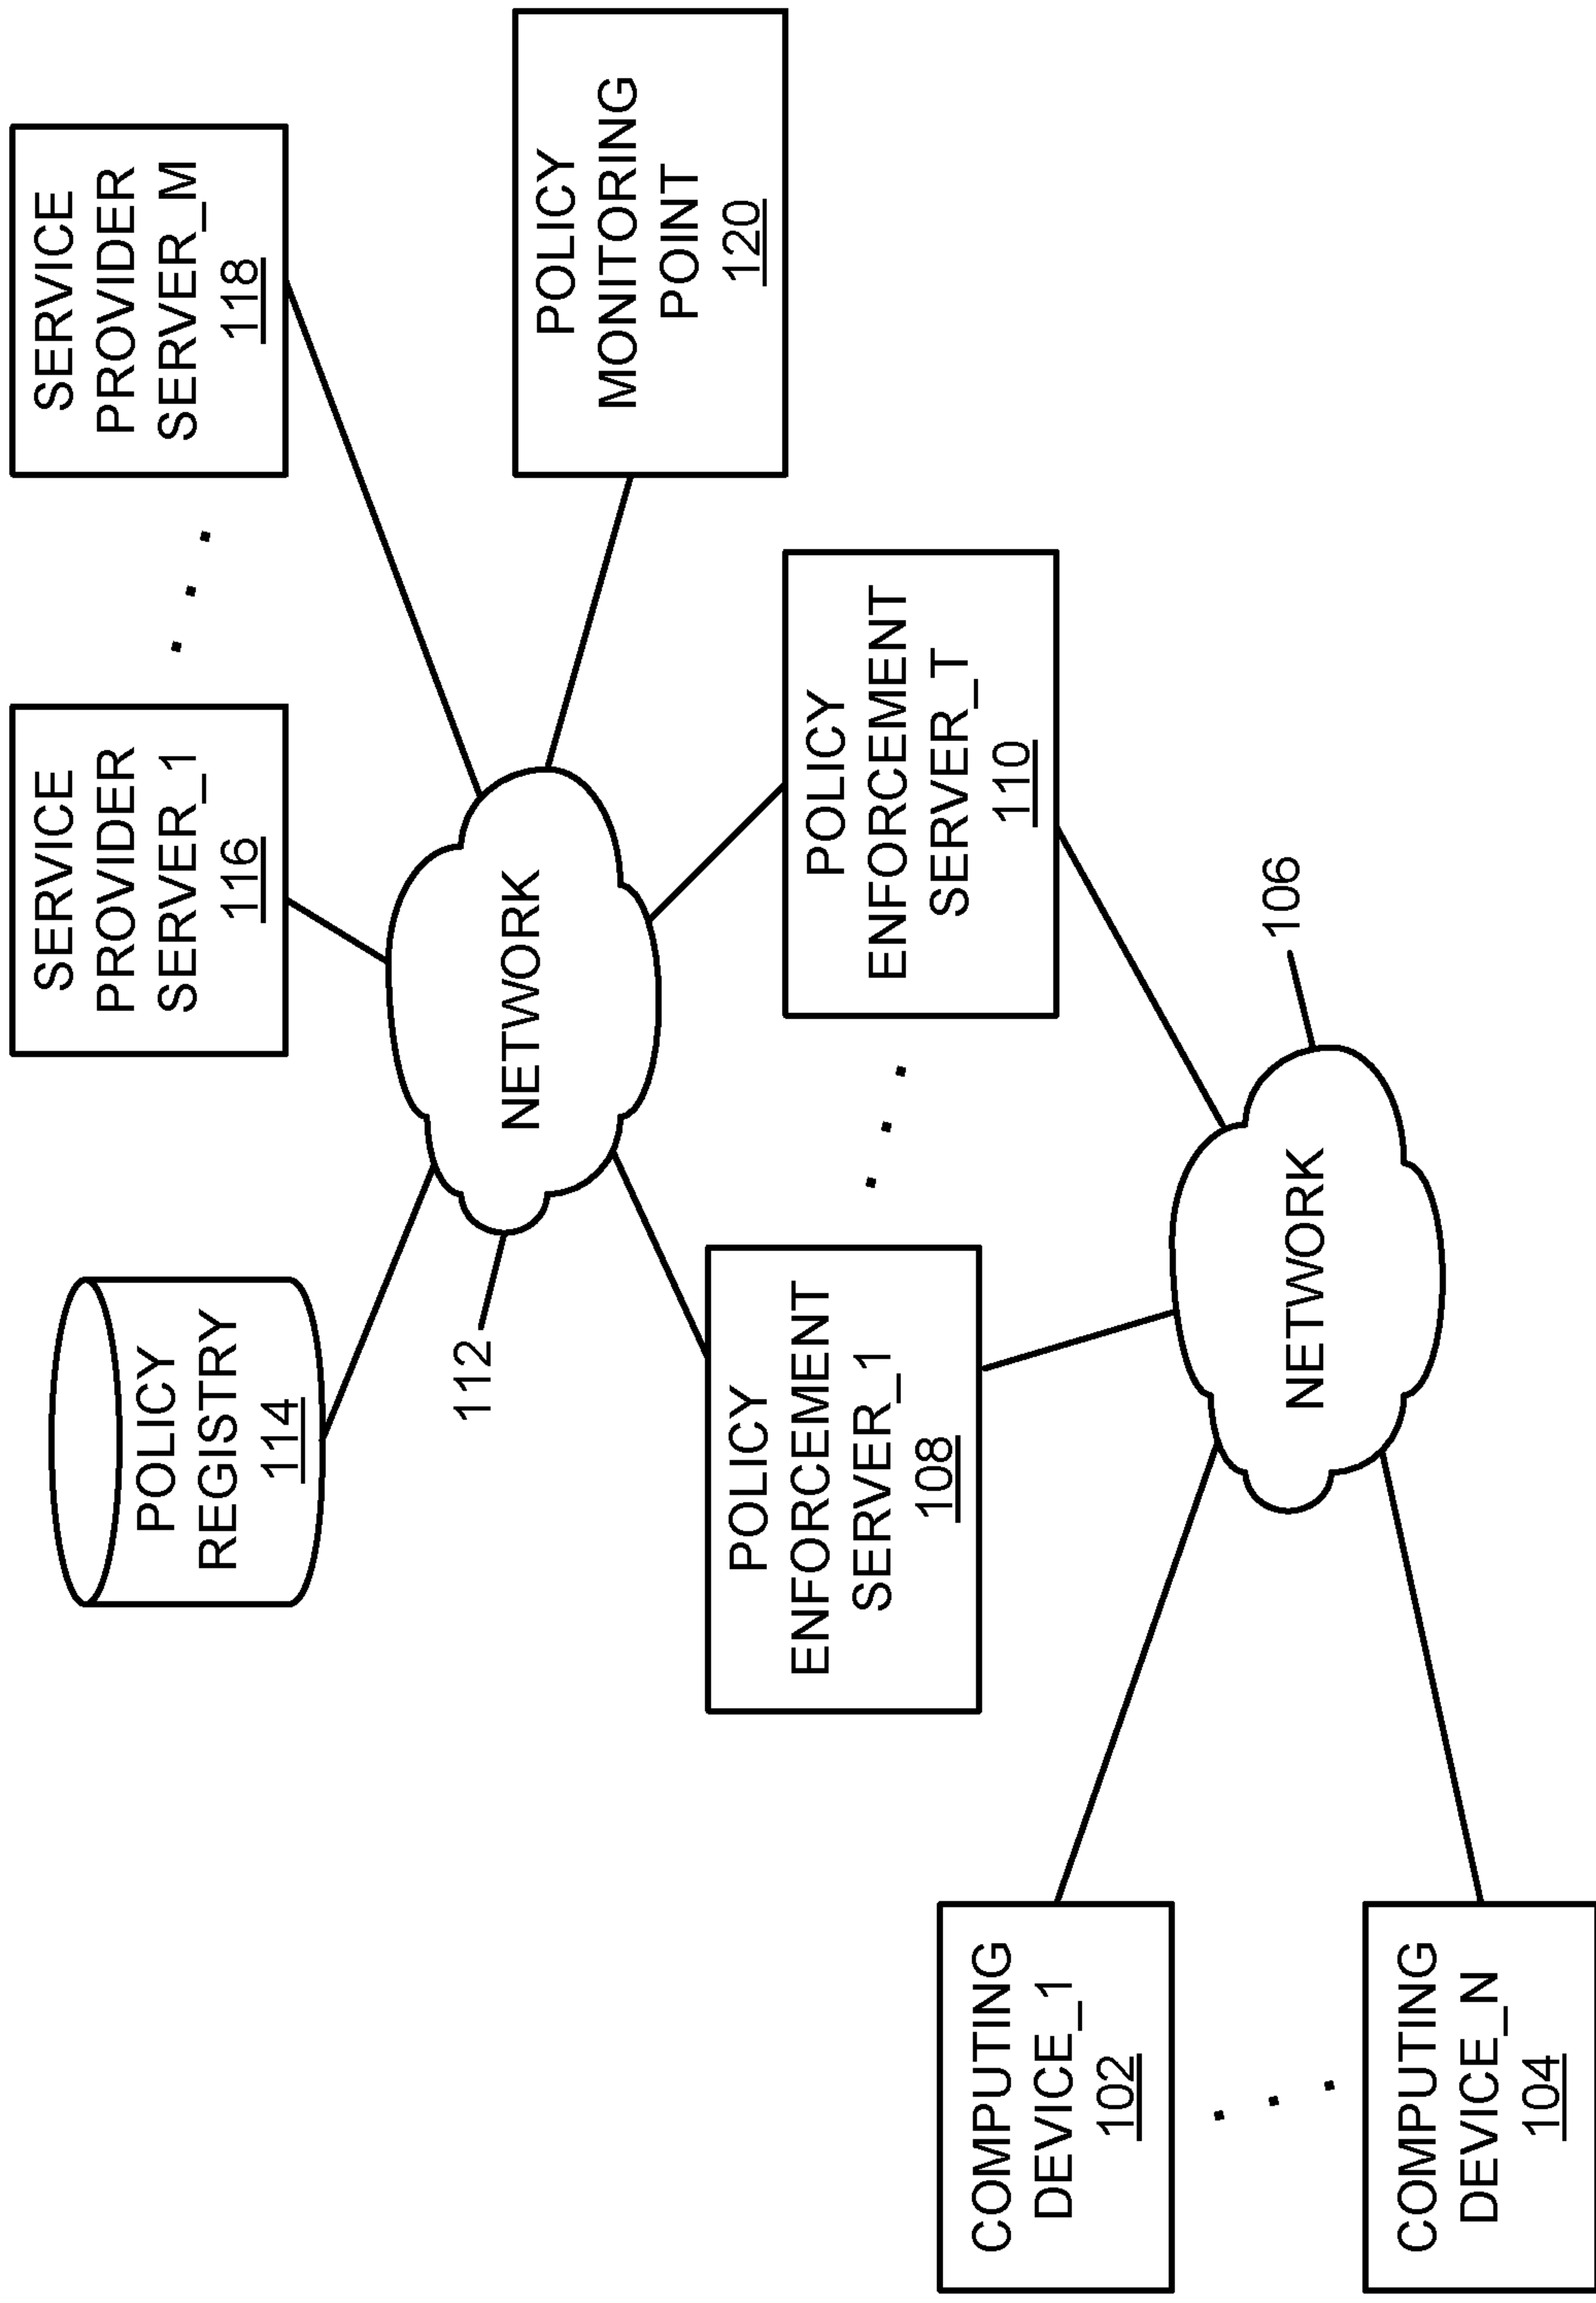 POLICY
REGISTRY
114
SERVICE
PROVIDER
SERVER_1
116
SERVICE
PROVIDER
SERVER_M
118
112
NETWORK
POLICY
MONITORING
POINT
120
POLICY
ENFORCEMENT
SERVER_1
108
POLICY
ENFORCEMENT
SERVER_T
110
COMPUTING
DEVICE_1
102
NETWORK
106
COMPUTING
DEVICE_N
104